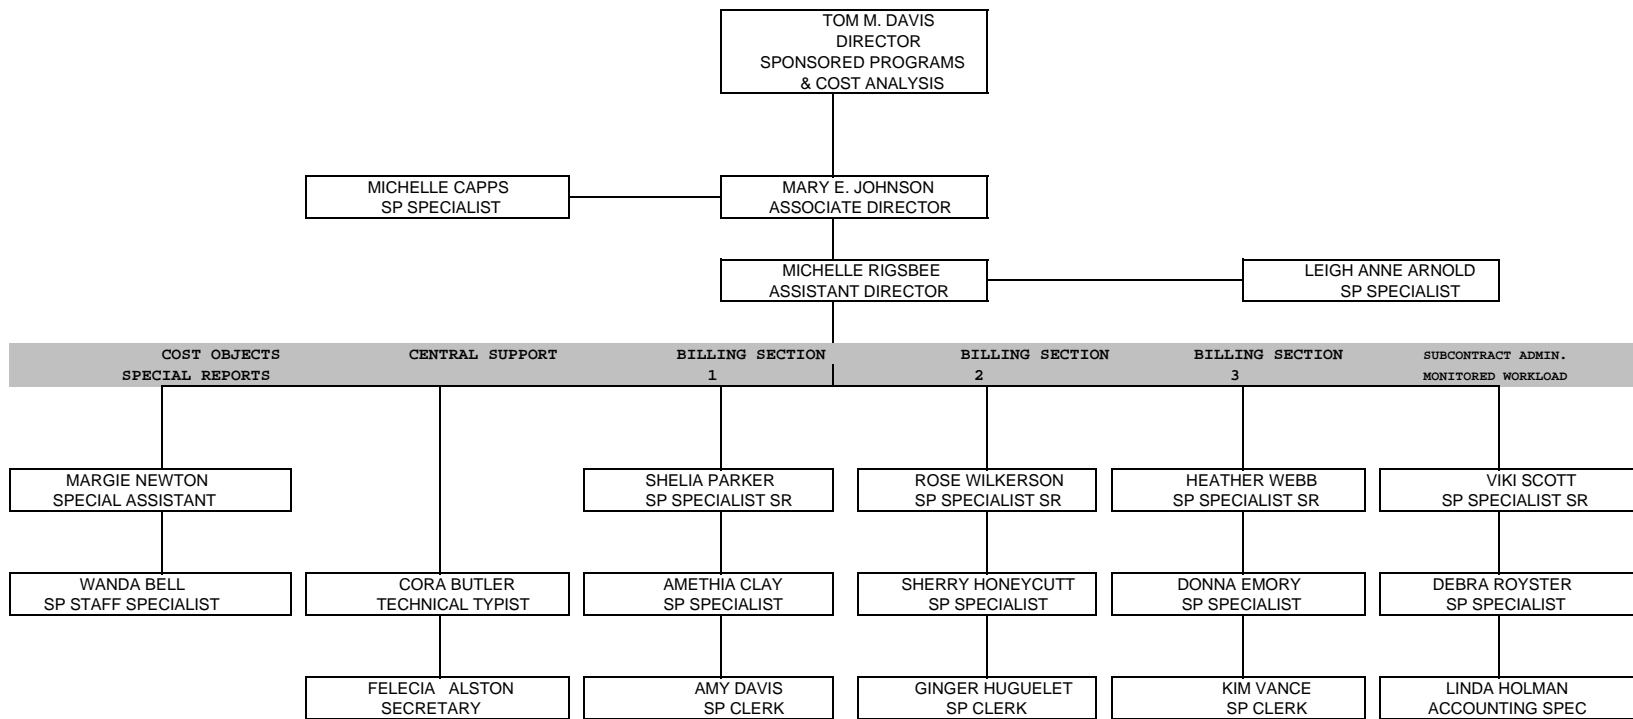 TOM M. DAVIS
DIRECTOR
SPONSORED PROGRAMS
& COST ANALYSIS
MICHELLE CAPPS
SP SPECIALIST
MARY E. JOHNSON
ASSOCIATE DIRECTOR
MICHELLE RIGSBEE
ASSISTANT DIRECTOR
LEIGH ANNE ARNOLD
SP SPECIALIST
COST OBJECTS
SPECIAL REPORTS
CENTRAL SUPPORT
BILLING SECTION
1
BILLING SECTION
2
BILLING SECTION
3
SUBCONTRACT ADMIN.
MONITORED WORKLOAD
MARGIE NEWTON
SPECIAL ASSISTANT
SHELIA PARKER
SP SPECIALIST SR
ROSE WILKERSON
SP SPECIALIST SR
HEATHER WEBB
SP SPECIALIST SR
VIKI SCOTT
SP SPECIALIST SR
WANDA BELL
SP STAFF SPECIALIST
CORA BUTLER
TECHNICAL TYPIST
AMETHIA CLAY
SP SPECIALIST
SHERRY HONEYCUTT
SP SPECIALIST
DONNA EMORY
SP SPECIALIST
DEBRA ROYSTER
SP SPECIALIST
FELECIA ALSTON
SECRETARY
AMY DAVIS
SP CLERK
GINGER HUGUELET
SP CLERK
KIM VANCE
SP CLERK
LINDA HOLMAN
ACCOUNTING SPEC